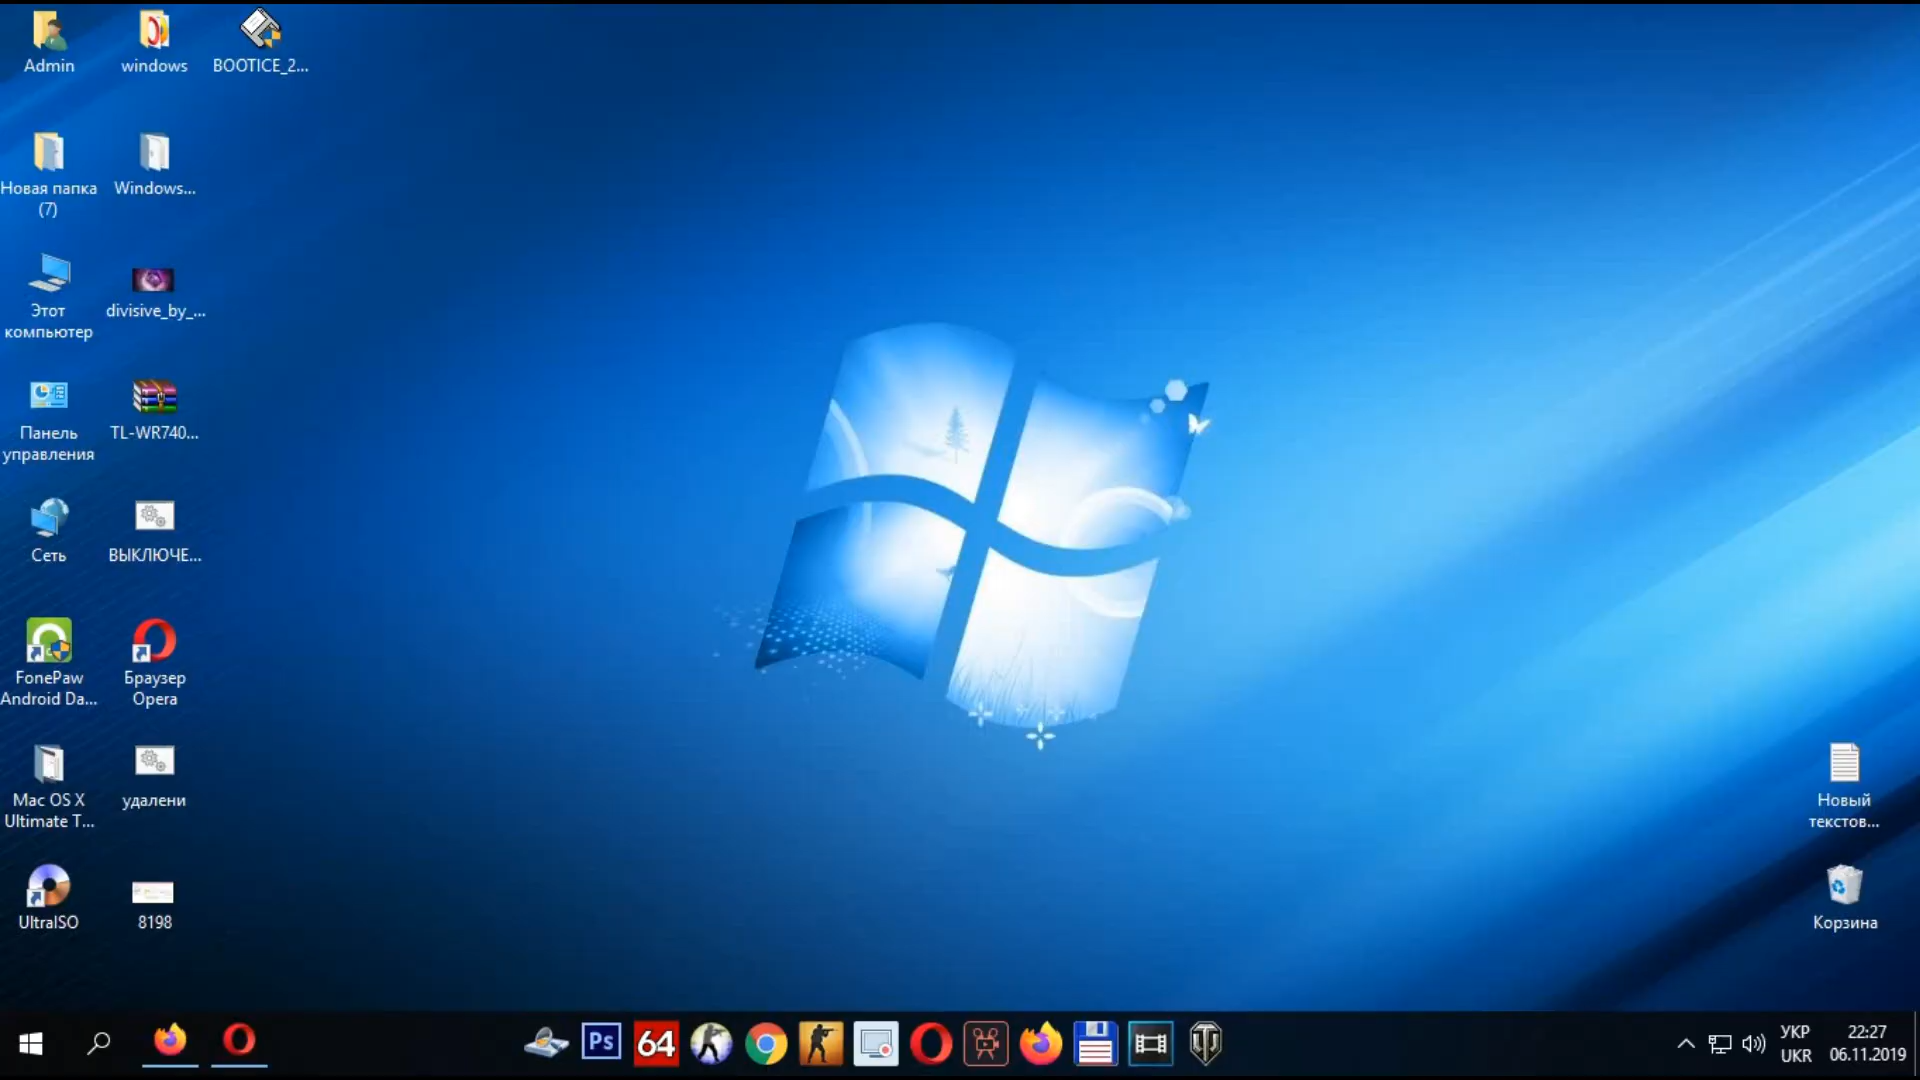 Admin
windows
BOOTICE_2...
Новая папка
(7)
Windows...
Этот
компьютер
divisive_by_...
Панель
управления
TL-WR740...
Сеть
ВЫКЛЮЧЕ...
FonePaw
Android Da...
Браузер
Opera
Mac OS X
Ultimate T...
удалени
Новый
текстов...
UltraISO
8198
Корзина
Ps
64
УКР
UKR
22:27
06.11.2019